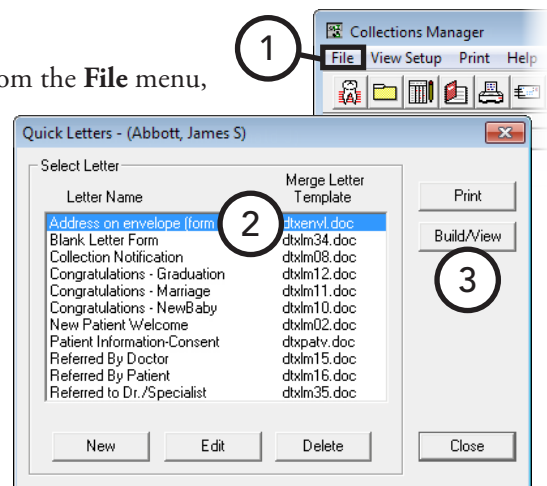 1
Collections Manager
File View Setup Print Help
om the File menu,
Quick Letters - (Abbott, James S)
Select Letter
Letter Name
Merge Letter
Template
Print
Address on envelope (form 2 dtxenvl.doc
Blank Letter Form dtxlm34.doc
Build/View
Collection Notification dtxlm08.doc
Congratulations - Graduation dtxlm12.doc
3
Congratulations - Marriage dtxlm11.doc
Congratulations - NewBaby dtxlm10.doc
New Patient Welcome dtxlm02.doc
Patient Information-Consent dtxpatv.doc
Referred By Doctor dtxlm15.doc
Referred By Patient dtxlm16.doc
Referred to Dr./Specialist dtxlm35.doc
New Edit Delete Close